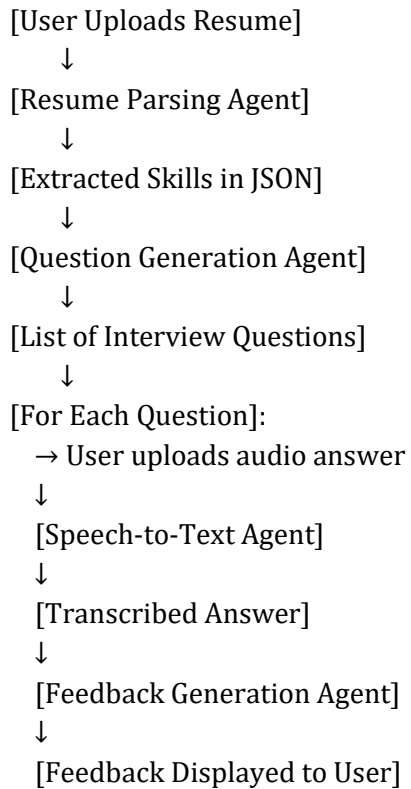 [User Uploads Resume]
↓
[Resume Parsing Agent]
↓
[Extracted Skills in JSON]
↓
[Question Generation Agent]
↓
[List of Interview Questions]
↓
[For Each Question]:
→ User uploads audio answer
↓
[Speech-to-Text Agent]
↓
[Transcribed Answer]
↓
[Feedback Generation Agent]
↓
[Feedback Displayed to User]